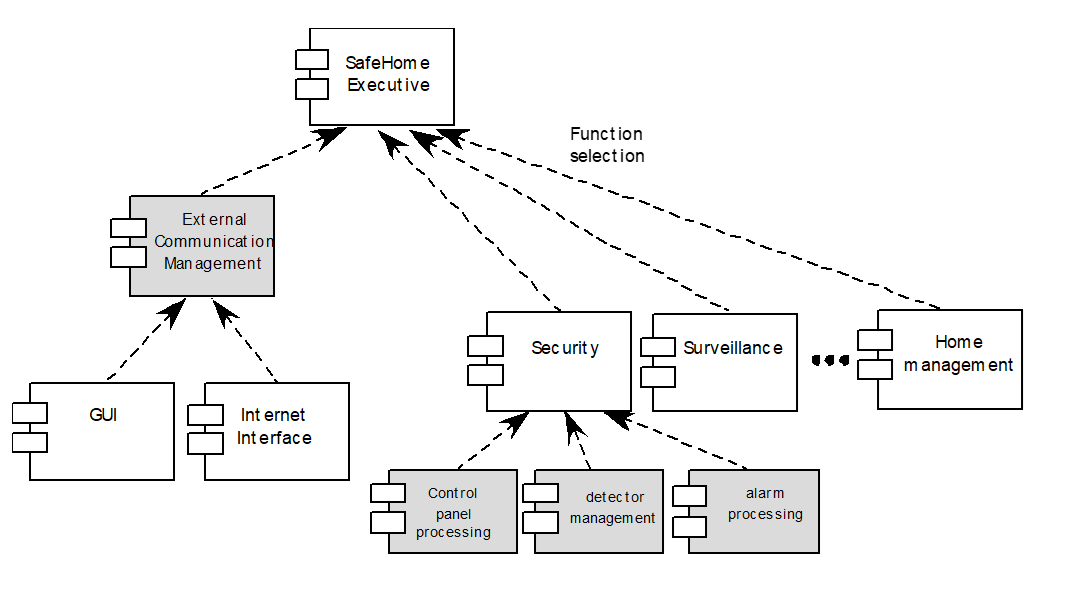 SafeHome
Executive
Function
selection
External
Communication
Management
Security
Surveillance
Home
management
GUI
Internet
Interface
Control
panel
processing
detector
management
alarm
processing